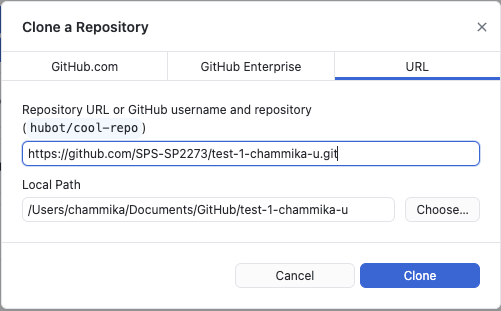 Clone a Repository
GitHub.com
GitHub Enterprise
URL
Repository URL or GitHub username and repository
(hubot/cool-repo)
https://github.com/SPS-SP2273/test-1-chammika-u.git
Local Path
/Users/chammika/Documents/GitHub/test-1-chammika-u
Choose...
Cancel
Clone